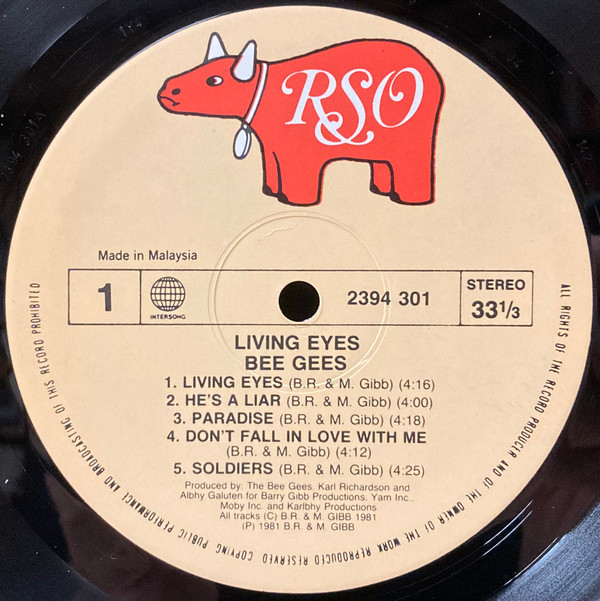 RSO
Made in Malaysia
1
INTERSONG
2394 301
STEREO
33 1/3
LIVING EYES
BEE GEES
1. LIVING EYES (B.R. & M. Gibb) (4:16)
2. HE'S A LIAR (B.R. & M. Gibb) (4:00)
3. PARADISE (B.R. & M. Gibb) (4:18)
4. DON'T FALL IN LOVE WITH ME
(B.R. & M. Gibb) (4:12)
5. SOLDIERS (B.R. & M. Gibb) (4:25)
Produced by: The Bee Gees, Karl Richardson and
Albhy Galuten for Barry Gibb Productions, Yam Inc.,
Moby Inc. and Karlbhy Productions
All tracks (C) B.R. & M. GIBB 1981
(P) 1981 B.R. & M. GIBB
ALL RIGHTS OF THE RECORD PRODUCER AND OF THE OWNER OF THE WORK REPRODUCED RESERVED COPYING PUBLIC PERFORMANCE AND BROADCASTING OF THIS RECORD PROHIBITED